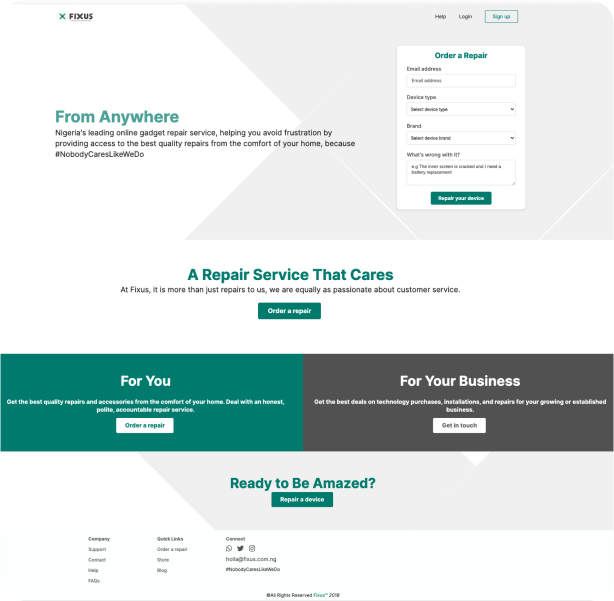 FIXUS
Help
Login
Sign up
Order a Repair
Email address
Email address
Device type
Select device type
Brand
Select device brand
What's wrong with it?
e.g The inner screen is cracked and I need a
battery replacement
Repair your device
From Anywhere
Nigeria's leading online gadget repair service, helping you avoid frustration by
providing access to the best quality repairs from the comfort of your home, because
#NobodyCaresLikeWeDo
A Repair Service That Cares
At Fixus, it is more than just repairs to us, we are equally as passionate about customer service.
Order a repair
For You
Get the best quality repairs and accessories from the comfort of your home. Deal with an honest,
polite, accountable repair service.
Order a repair
For Your Business
Get the best deals on technology purchases, installations, and repairs for your growing or established
business.
Get in touch
Ready to Be Amazed?
Repair a device
Company
Support
Contact
Help
FAQs
Quick Links
Order a repair
Store
Blog
Connect
holla@fixus.com.ng
#NobodyCaresLikeWeDo
©All Rights Reserved Fixus™ 2019